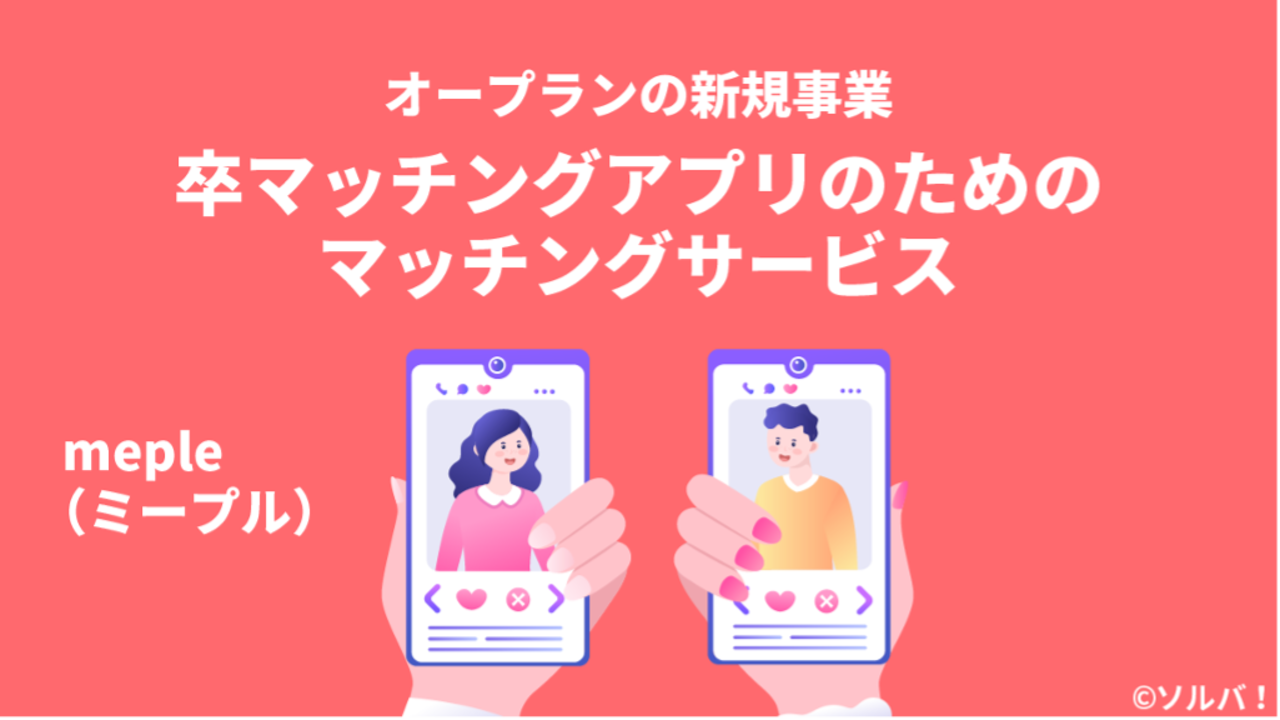 オープランの新規事業
卒マッチングアプリのための
マッチングサービス
meple
（ミープル）
©ソルバ！